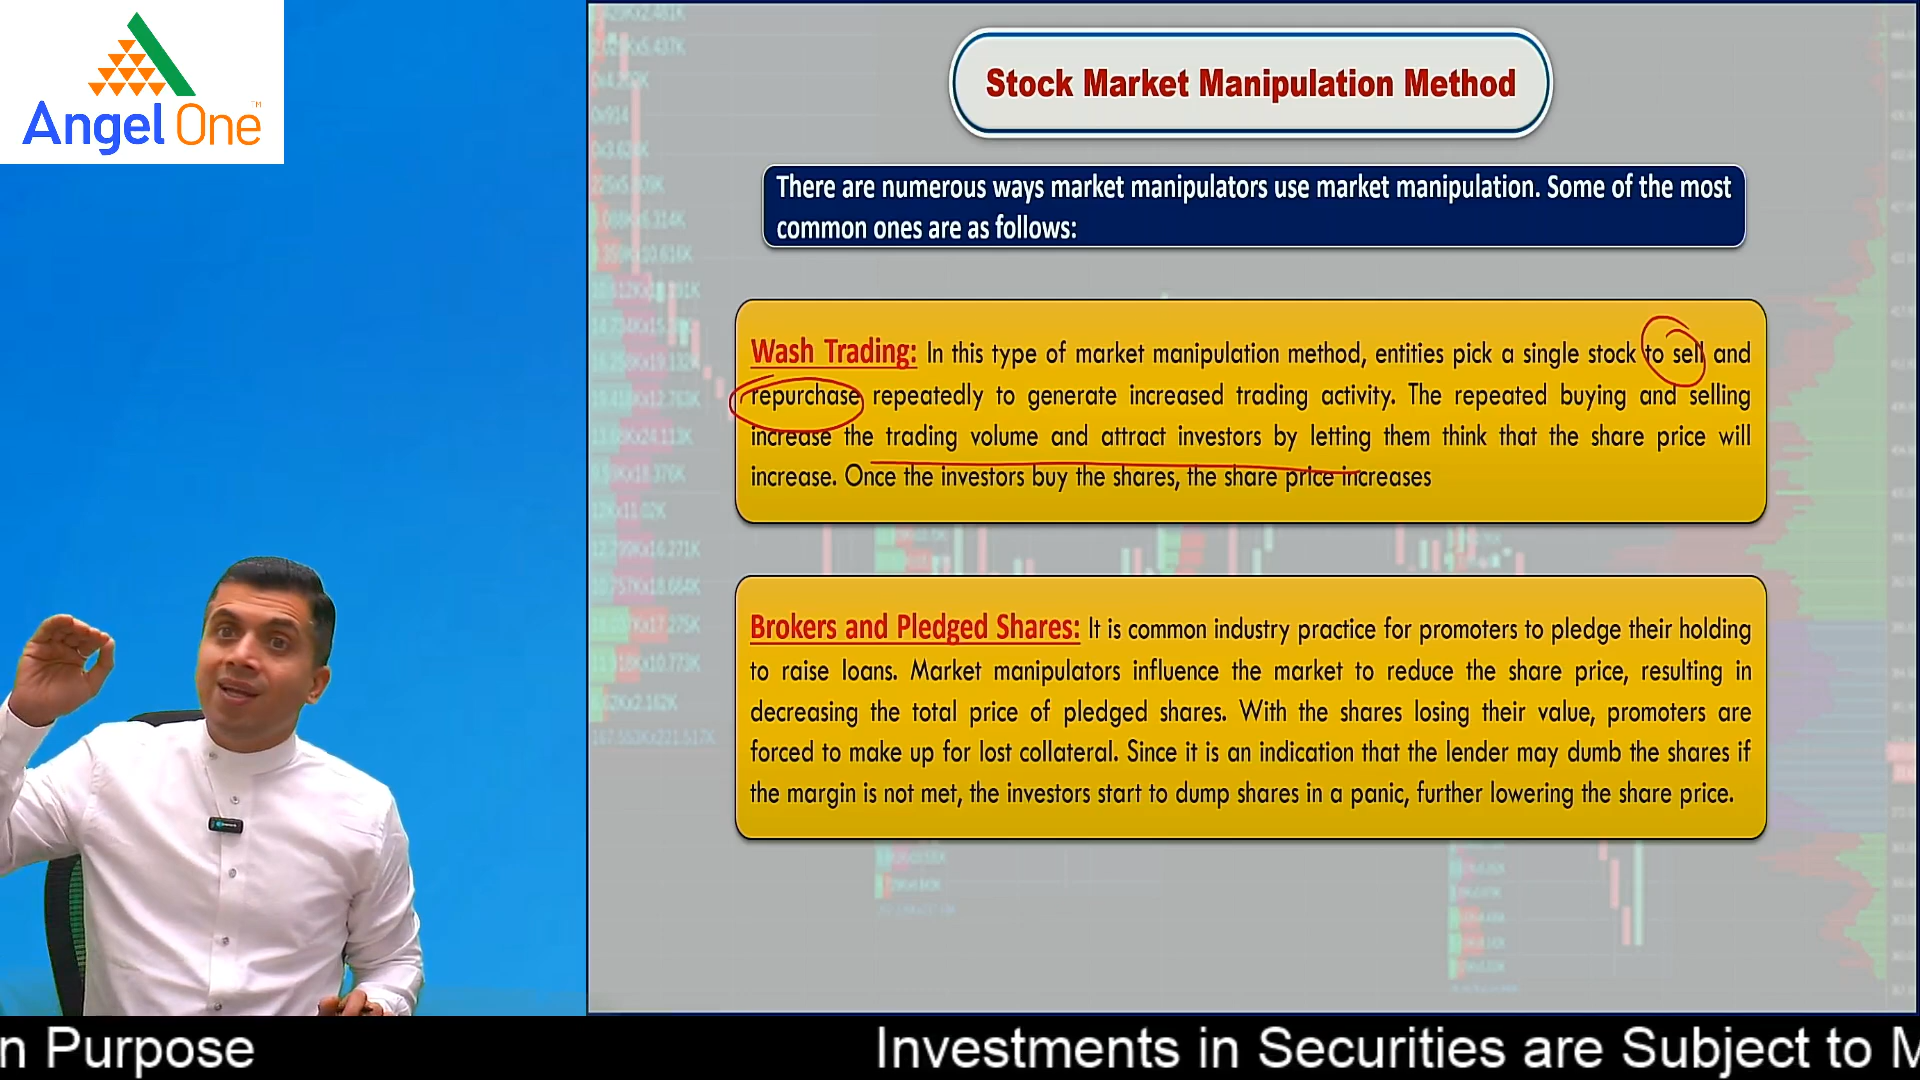 Angel One
TM
Stock Market Manipulation Method
There are numerous ways market manipulators use market manipulation. Some of the most
common ones are as follows:
Wash Trading: In this type of market manipulation method, entities pick a single stock to sell and
repurchase repeatedly to generate increased trading activity. The repeated buying and selling
increase the trading volume and attract investors by letting them think that the share price will
increase. Once the investors buy the shares, the share price increases
Brokers and Pledged Shares: It is common industry practice for promoters to pledge their holding
to raise loans. Market manipulators influence the market to reduce the share price, resulting in
decreasing the total price of pledged shares. With the shares losing their value, promoters are
forced to make up for lost collateral. Since it is an indication that the lender may dumb the shares if
the margin is not met, the investors start to dump shares in a panic, further lowering the share price.
n Purpose Investments in Securities are Subject to M